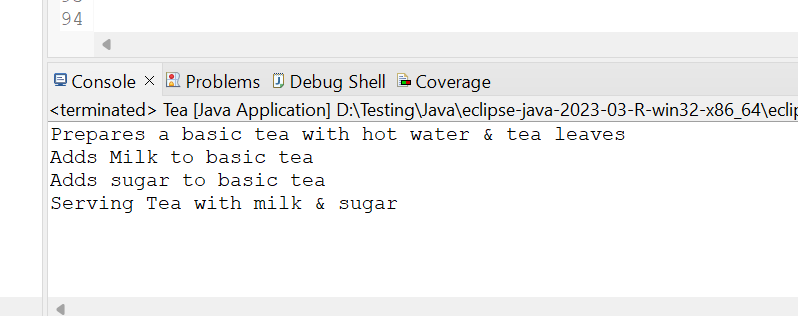 94
Console Problems Debug Shell Coverage
<terminated> Tea [Java Application] D:\Testing\Java\eclipse-java-2023-03-R-win32-x86_64\eclip
Prepares a basic tea with hot water & tea leaves
Adds Milk to basic tea
Adds sugar to basic tea
Serving Tea with milk & sugar